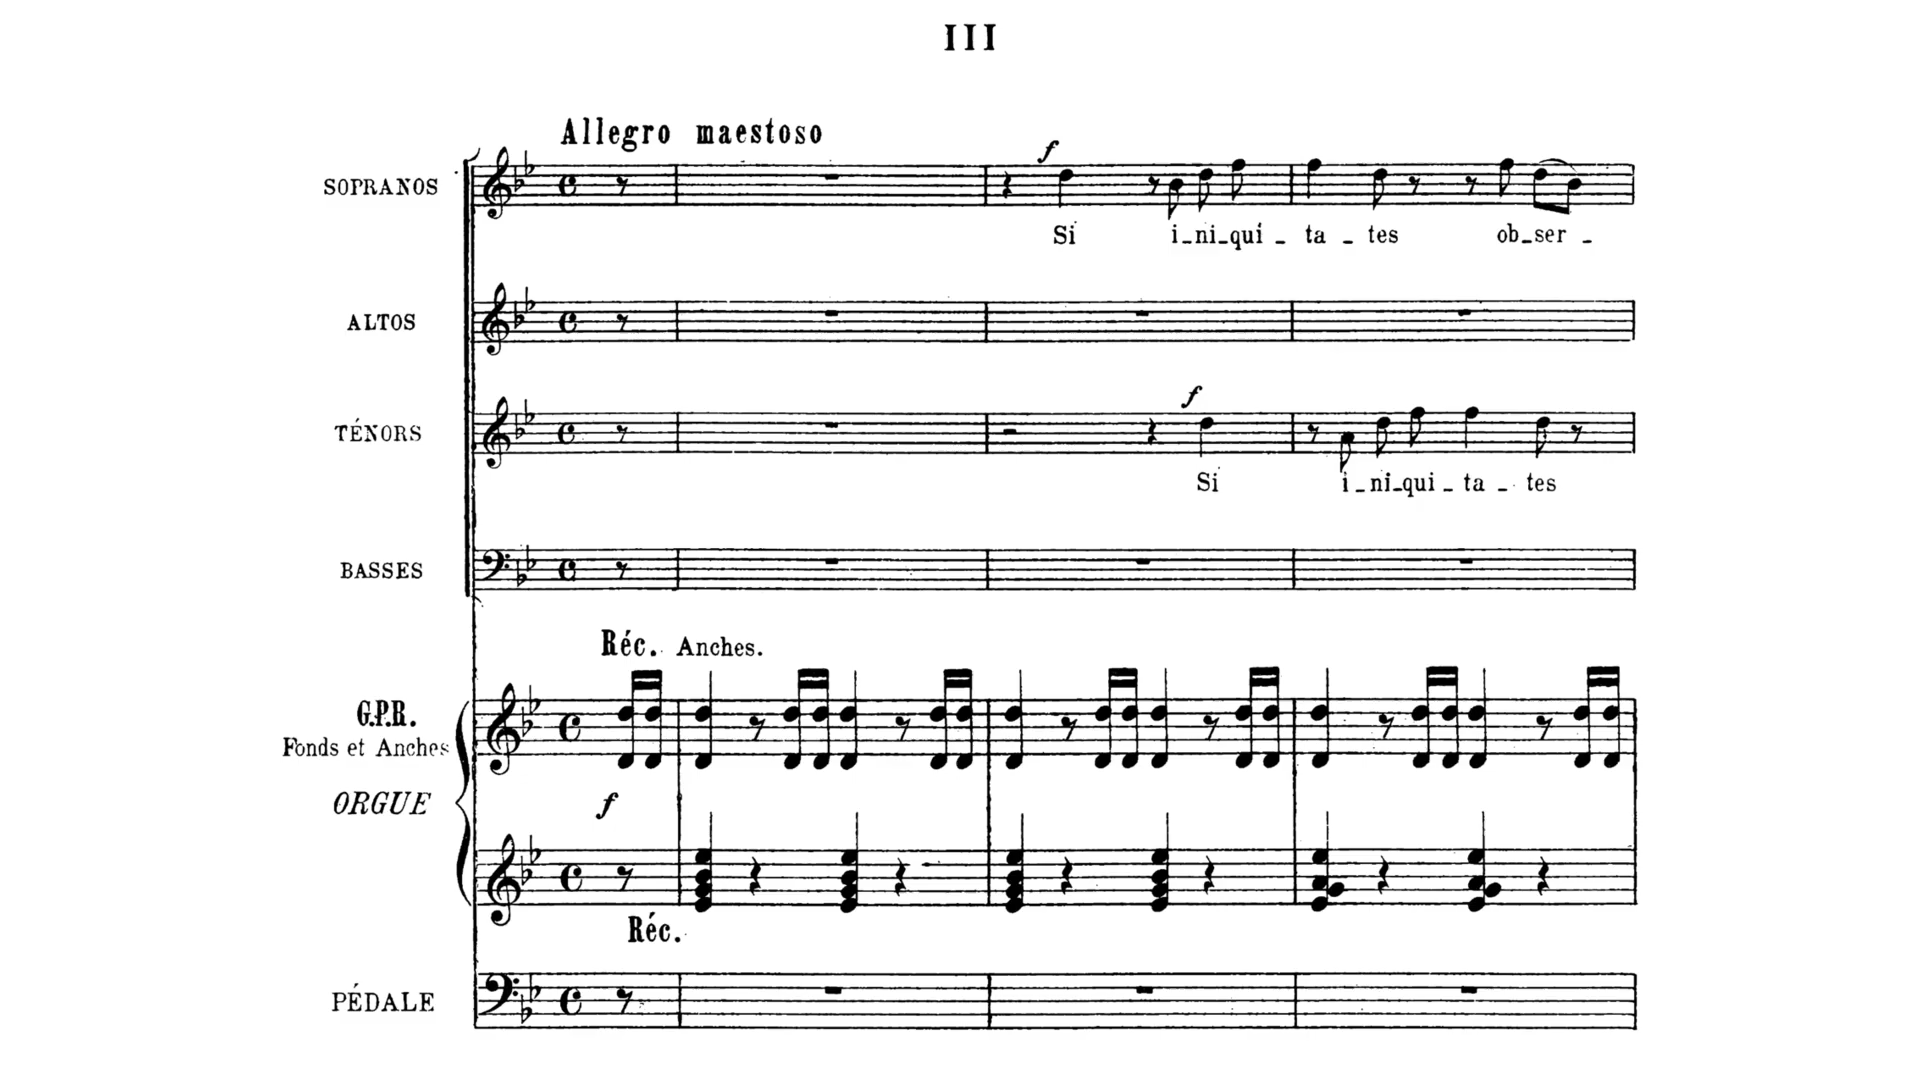 III
Allegro maestoso
SOPRANOS
f
Si i_ni_qui_ta_tes ob_ser_
ALTOS
TÉNORS
f
Si i_ni_qui_ta_tes
BASSES
Réc. Anches.
G.P.R.
Fonds et Anches
ORGUE
f
Réc.
PÉDALE